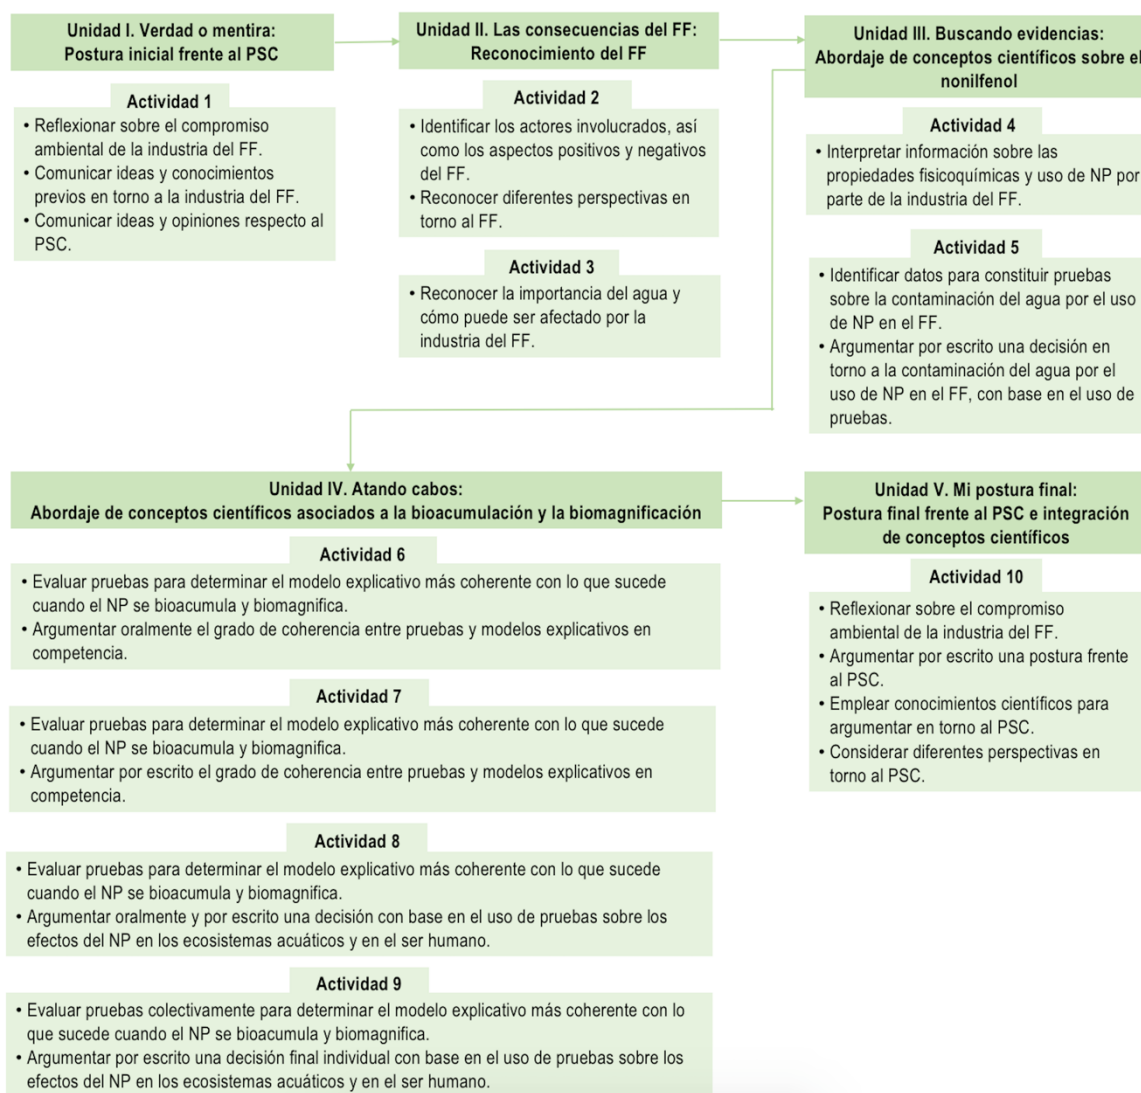 Unidad I. Verdad o mentira:
Postura inicial frente al PSC
Actividad 1
• Reflexionar sobre el compromiso
ambiental de la industria del FF.
• Comunicar ideas y conocimientos
previos en torno a la industria del FF.
• Comunicar ideas y opiniones respecto al
PSC.
Unidad II. Las consecuencias del FF:
Reconocimiento del FF
Actividad 2
• Identificar los actores involucrados, así
como los aspectos positivos y negativos
del FF.
• Reconocer diferentes perspectivas en
torno al FF.
Actividad 3
• Reconocer la importancia del agua y
cómo puede ser afectado por la
industria del FF.
Unidad III. Buscando evidencias:
Abordaje de conceptos científicos sobre el
nonilfenol
Actividad 4
• Interpretar información sobre las
propiedades fisicoquímicas y uso de NP por
parte de la industria del FF.
Actividad 5
• Identificar datos para constituir pruebas
sobre la contaminación del agua por el uso
de NP en el FF.
• Argumentar por escrito una decisión en
torno a la contaminación del agua por el
uso de NP en el FF, con base en el uso de
pruebas.
Unidad IV. Atando cabos:
Abordaje de conceptos científicos asociados a la bioacumulación y la biomagnificación
Actividad 6
• Evaluar pruebas para determinar el modelo explicativo más coherente con lo que sucede
cuando el NP se bioacumula y biomagnifica.
• Argumentar oralmente el grado de coherencia entre pruebas y modelos explicativos en
competencia.
Actividad 7
• Evaluar pruebas para determinar el modelo explicativo más coherente con lo que sucede
cuando el NP se bioacumula y biomagnifica.
• Argumentar por escrito el grado de coherencia entre pruebas y modelos explicativos en
competencia.
Actividad 8
• Evaluar pruebas para determinar el modelo explicativo más coherente con lo que sucede
cuando el NP se bioacumula y biomagnifica.
• Argumentar oralmente y por escrito una decisión con base en el uso de pruebas sobre los
efectos del NP en los ecosistemas acuáticos y en el ser humano.
Actividad 9
• Evaluar pruebas colectivamente para determinar el modelo explicativo más coherente con lo
que sucede cuando el NP se bioacumula y biomagnifica.
• Argumentar por escrito una decisión final individual con base en el uso de pruebas sobre los
efectos del NP en los ecosistemas acuáticos y en el ser humano.
Unidad V. Mi postura final:
Postura final frente al PSC e integración
de conceptos científicos
Actividad 10
• Reflexionar sobre el compromiso
ambiental de la industria del FF.
• Argumentar por escrito una postura frente
al PSC.
• Emplear conocimientos científicos para
argumentar en torno al PSC.
• Considerar diferentes perspectivas en
torno al PSC.